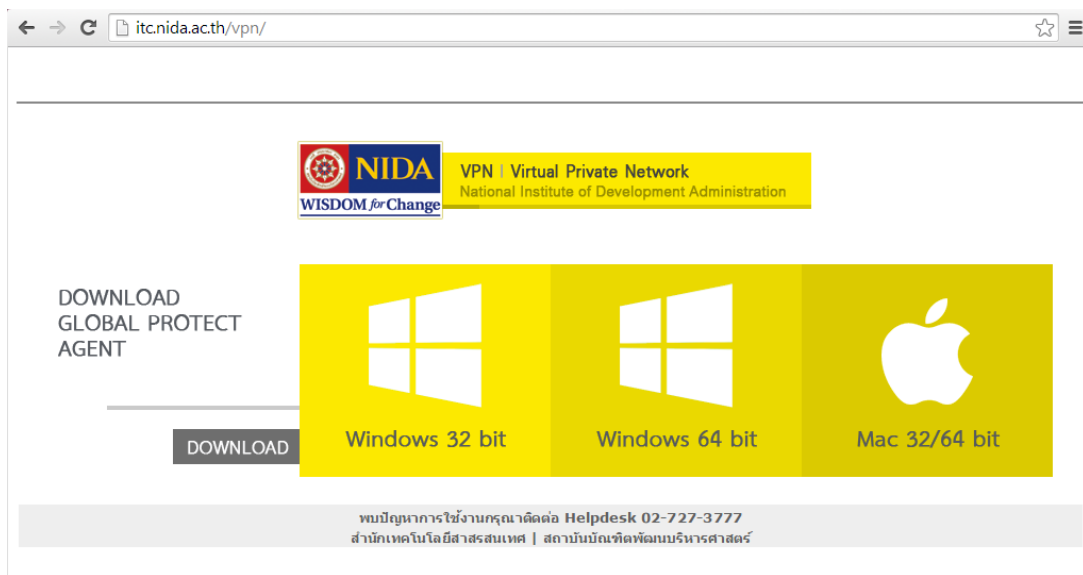 itc.nida.ac.th/vpn/
NIDA
WISDOM for Change
VPN | Virtual Private Network
National Institute of Development Administration
DOWNLOAD
GLOBAL PROTECT
AGENT
DOWNLOAD
Windows 32 bit
Windows 64 bit
Mac 32/64 bit
พบปัญหาการใช้งานกรุณาติดต่อ Helpdesk 02-727-3777
สำนักเทคโนโลยีสารสนเทศ | สถาบันบัณฑิตพัฒนบริหารศาสตร์